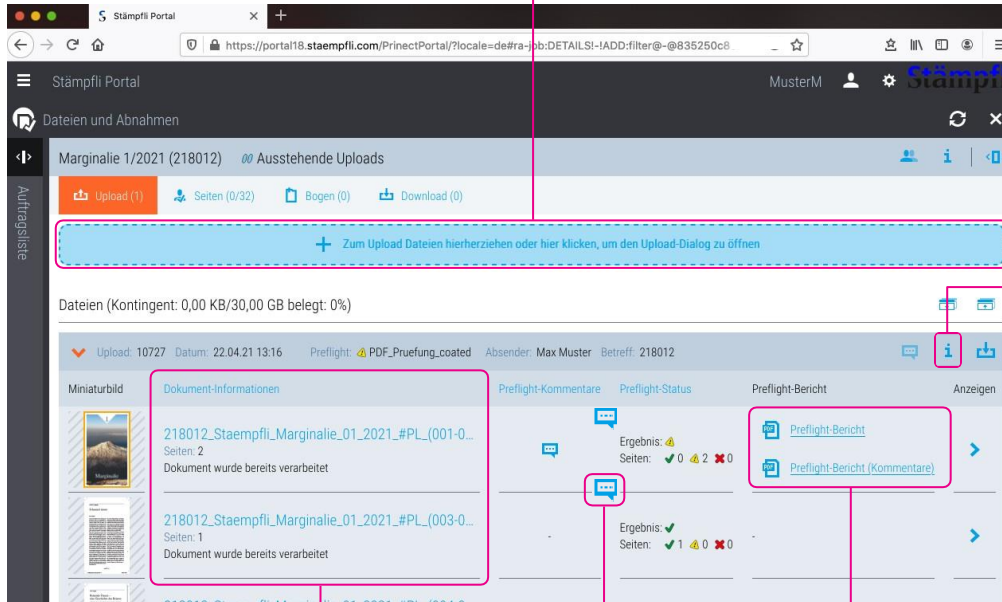 Stämpfli Portal
https://portal18.staempfli.com/PrinectPortal/?locale=de#ra-job:DETAILS!-!ADD:filter@-@835250c8
Stämpfli Portal MusterM
Dateien und Abnahmen
Marginalie 1/2021 (218012) 00 Ausstehende Uploads
Auftragsliste
Upload (1) Seiten (0/32) Bogen (0) Download (0)
Zum Upload Dateien hierherziehen oder hier klicken, um den Upload-Dialog zu öffnen
Dateien (Kontingent: 0,00 KB/30,00 GB belegt: 0%)
Upload: 10727 Datum: 22.04.21 13:16 Preflight: PDF_Pruefung_coated Absender: Max Muster Betreff: 218012
Miniaturbild Dokument-Informationen Preflight-Kommentare Preflight-Status Preflight-Bericht Anzeigen
218012_Staempfli_Marginalie_01_2021_#PL_(001-0...
Seiten: 2
Dokument wurde bereits verarbeitet
Marginalie
Ergebnis:
Seiten: 0 2 0
PDF Preflight-Bericht
PDF Preflight-Bericht (Kommentare)
218012_Staempfli_Marginalie_01_2021_#PL_(003-0...
Seiten: 1
Dokument wurde bereits verarbeitet
-
Ergebnis:
Seiten: 1 0 0
-